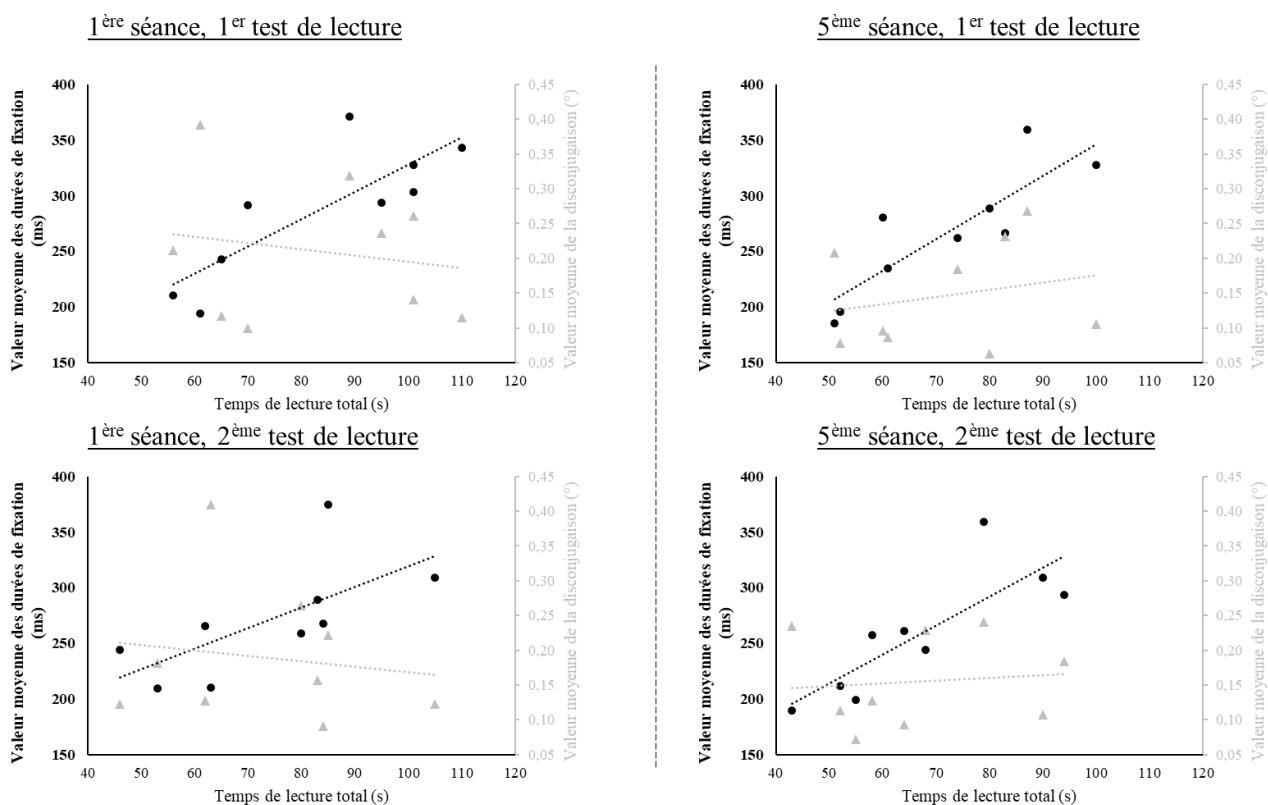 1ère séance, 1er test de lecture
400
350
300
250
200
150
0,45
0,40
0,35
0,30
0,25
0,20
0,15
0,10
0,05
40 50 60 70 80 90 100 110 120
Valeur moyenne des durées de fixation
(ms)
Valeur moyenne de la disconjugaison (°)
Temps de lecture total (s)
5ème séance, 1er test de lecture
400
350
300
250
200
150
0,45
0,40
0,35
0,30
0,25
0,20
0,15
0,10
0,05
40 50 60 70 80 90 100 110 120
Valeur moyenne des durées de fixation
(ms)
Valeur moyenne de la disconjugaison (°)
Temps de lecture total (s)
1ère séance, 2ème test de lecture
400
350
300
250
200
150
0,45
0,40
0,35
0,30
0,25
0,20
0,15
0,10
0,05
40 50 60 70 80 90 100 110 120
Valeur moyenne des durées de fixation
(ms)
Valeur moyenne de la disconjugaison (°)
Temps de lecture total (s)
5ème séance, 2ème test de lecture
400
350
300
250
200
150
0,45
0,40
0,35
0,30
0,25
0,20
0,15
0,10
0,05
40 50 60 70 80 90 100 110 120
Valeur moyenne des durées de fixation
(ms)
Valeur moyenne de la disconjugaison (°)
Temps de lecture total (s)